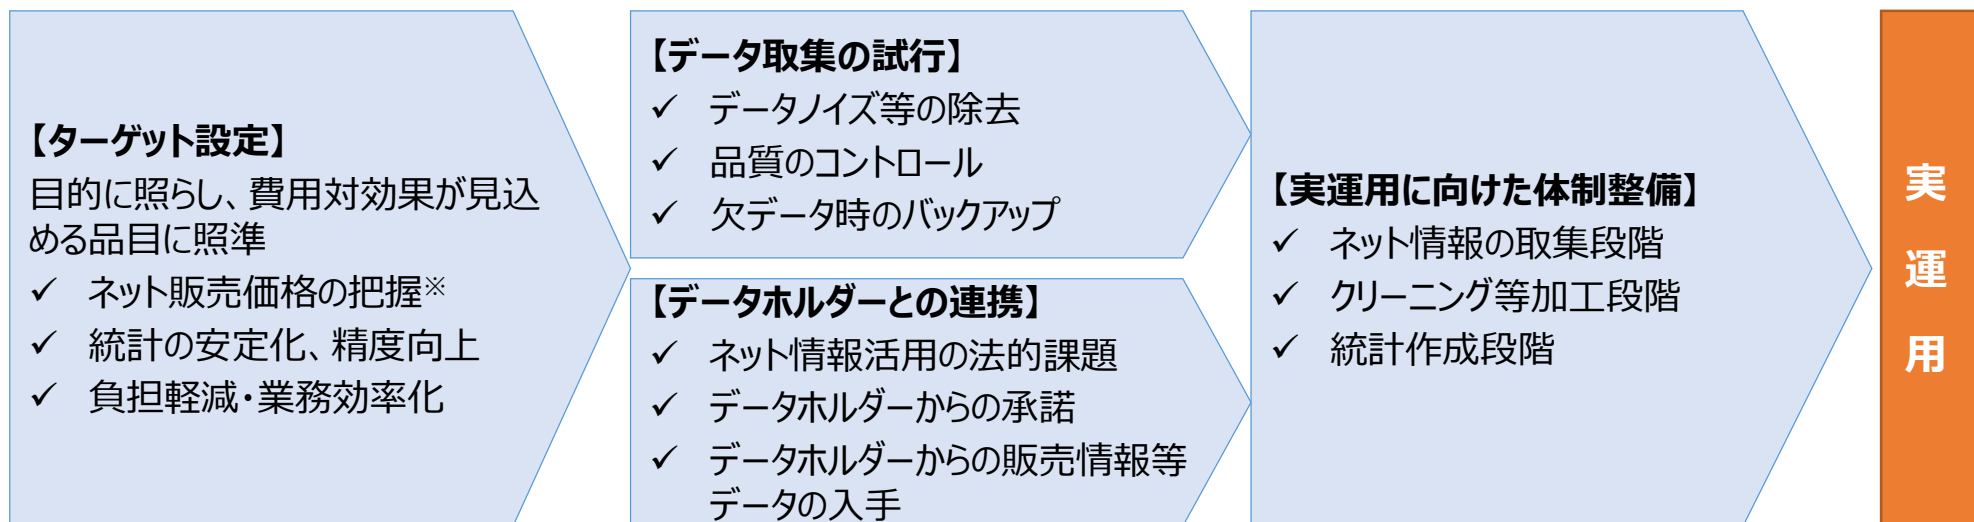 【ターゲット設定】
目的に照らし、費用対効果が見込
める品目に照準
✓ ネット販売価格の把握※
✓ 統計の安定化、精度向上
✓ 負担軽減・業務効率化
【データ取集の試行】
✓ データノイズ等の除去
✓ 品質のコントロール
✓ 欠データ時のバックアップ
【データホルダーとの連携】
✓ ネット情報活用の法的課題
✓ データホルダーからの承諾
✓ データホルダーからの販売情報等
データの入手
【実運用に向けた体制整備】
✓ ネット情報の取集段階
✓ クリーニング等加工段階
✓ 統計作成段階
実運用